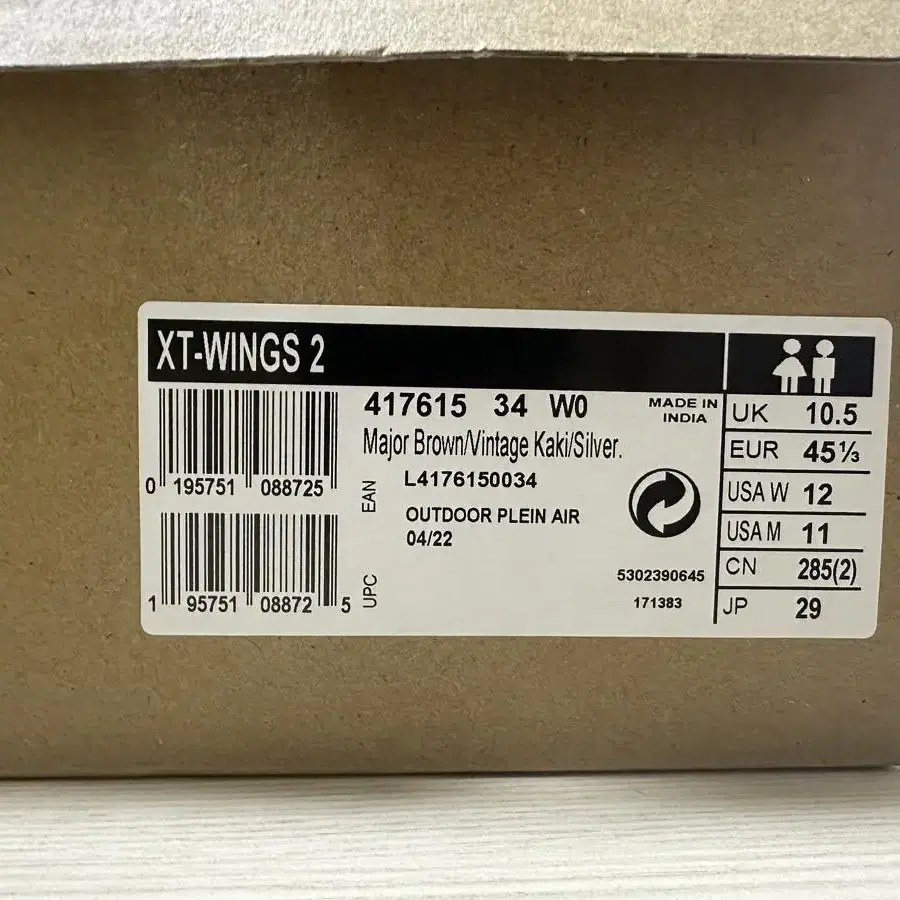 XT-WINGS 2
417615 34 W0
MADE IN
INDIA
Major Brown/Vintage Kaki/Silver.
L4176150034
OUTDOOR PLEIN AIR
04/22
EAN
0 195751 088725
UPC
1 95751 08872 5
5302390645
171383
UK 10.5
EUR 45⅓
USA W 12
USA M 11
CN 285(2)
JP 29